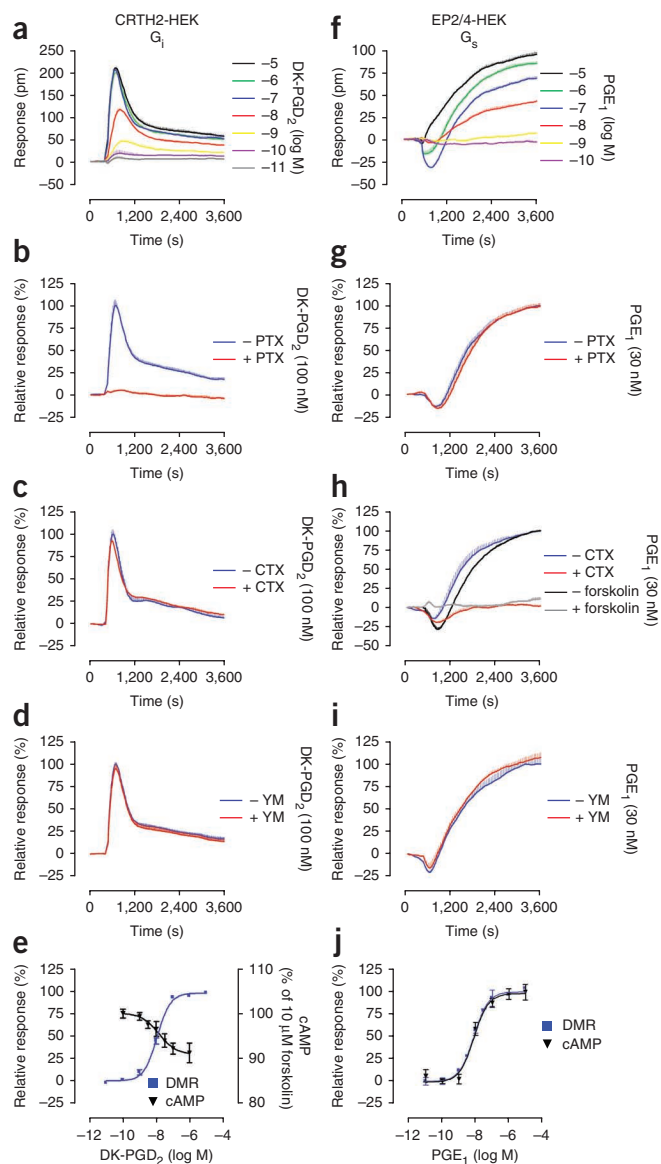 CRTH2-HEK
Gi
a
Response (pm)
250
200
150
100
50
0
−50
0 1,200 2,400 3,600
Time (s)
−5
−6
−7
−8
−9
−10
−11
DK-PGD2 (log M)
EP2/4-HEK
Gs
f
Response (pm)
100
75
50
25
0
−25
−50
0 1,200 2,400 3,600
Time (s)
−5
−6
−7
−8
−9
−10
PGE1 (log M)
b
Relative response (%)
125
100
75
50
25
0
−25
0 1,200 2,400 3,600
Time (s)
− PTX
+ PTX
DK-PGD2 (100 nM)
g
Relative response (%)
125
100
75
50
25
0
−25
0 1,200 2,400 3,600
Time (s)
− PTX
+ PTX
PGE1 (30 nM)
c
Relative response (%)
125
100
75
50
25
0
−25
0 1,200 2,400 3,600
Time (s)
− CTX
+ CTX
DK-PGD2 (100 nM)
h
Relative response (%)
125
100
75
50
25
0
−25
−50
0 1,200 2,400 3,600
Time (s)
− CTX
+ CTX
− forskolin
+ forskolin
PGE1 (30 nM)
d
Relative response (%)
125
100
75
50
25
0
−25
0 1,200 2,400 3,600
Time (s)
− YM
+ YM
DK-PGD2 (100 nM)
i
Relative response (%)
125
100
75
50
25
0
−25
0 1,200 2,400 3,600
Time (s)
− YM
+ YM
PGE1 (30 nM)
e
Relative response (%)
125
100
75
50
25
0
−25
−12 −10 −8 −6 −4
DK-PGD2 (log M)
DMR
cAMP
110
100
90
80
cAMP
(% of 10 μM forskolin)
j
Relative response (%)
125
100
75
50
25
0
−25
−12 −10 −8 −6 −4
PGE1 (log M)
DMR
cAMP